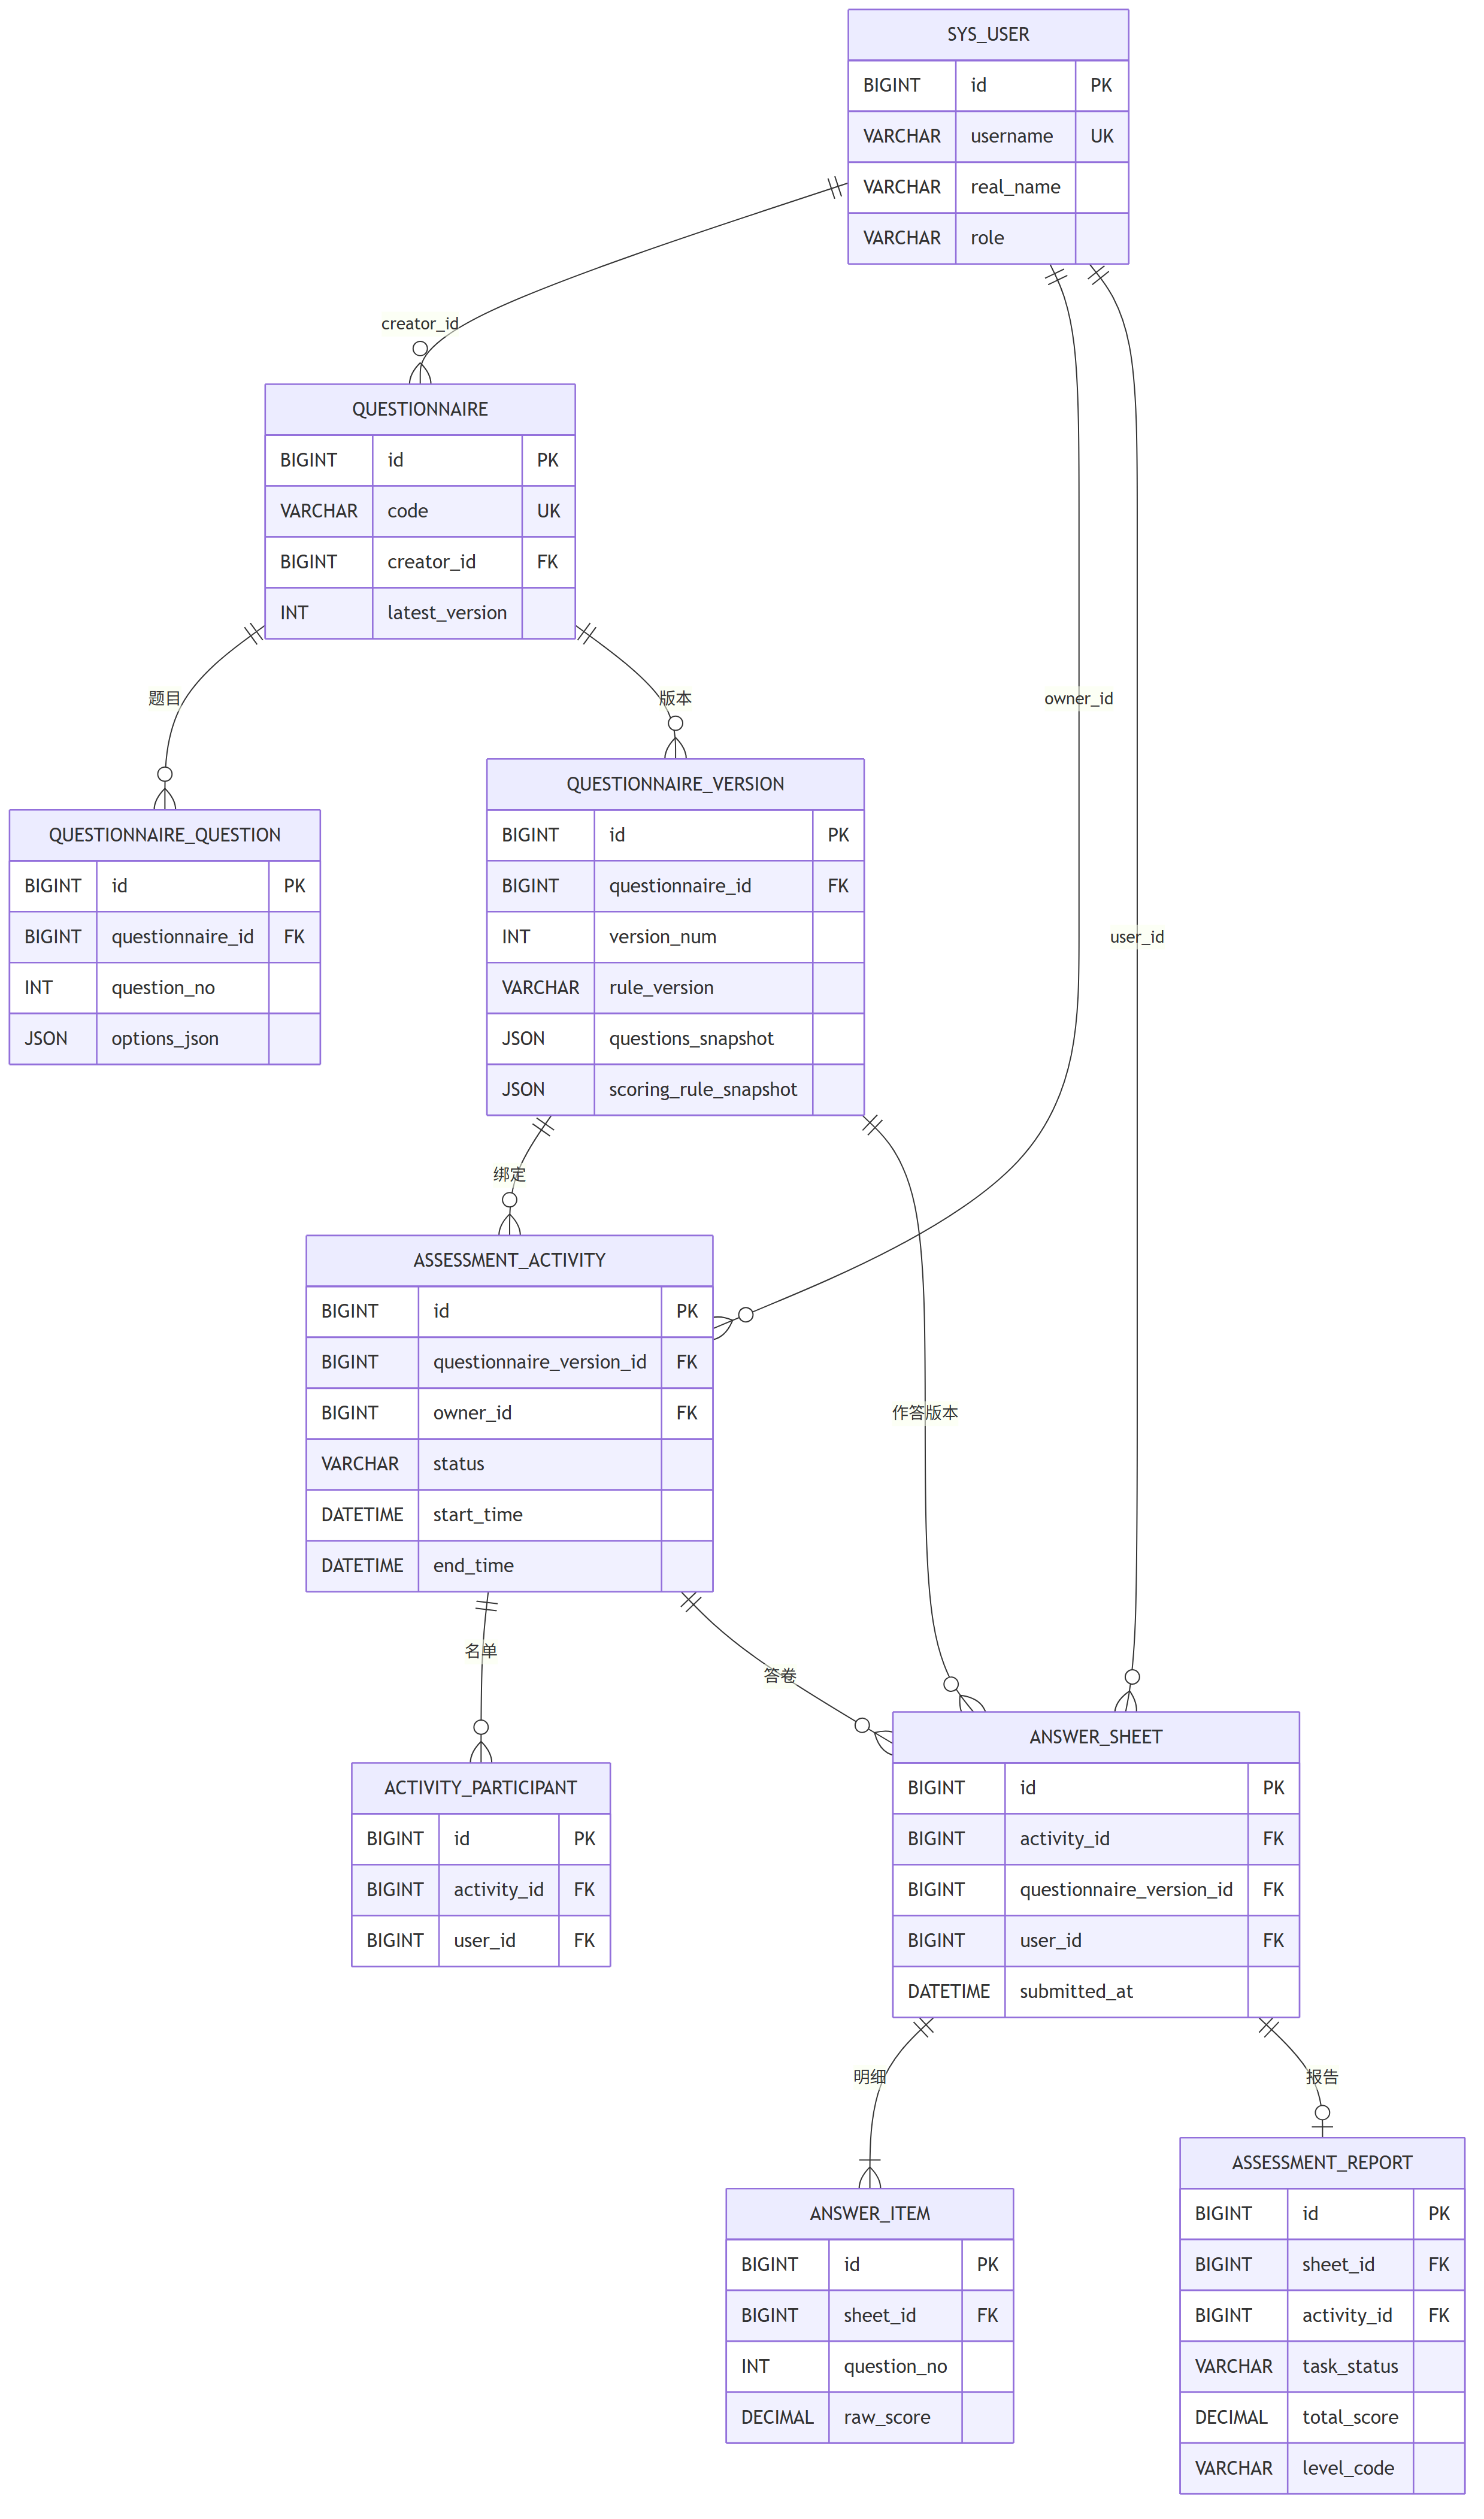 SYS_USER
BIGINT id PK
VARCHAR username UK
VARCHAR real_name
VARCHAR role
creator_id
QUESTIONNAIRE
BIGINT id PK
VARCHAR code UK
BIGINT creator_id FK
INT latest_version
题目
版本
owner_id
QUESTIONNAIRE_QUESTION
BIGINT id PK
BIGINT questionnaire_id FK
INT question_no
JSON options_json
QUESTIONNAIRE_VERSION
BIGINT id PK
BIGINT questionnaire_id FK
INT version_num
VARCHAR rule_version
JSON questions_snapshot
JSON scoring_rule_snapshot
user_id
绑定
ASSESSMENT_ACTIVITY
BIGINT id PK
BIGINT questionnaire_version_id FK
BIGINT owner_id FK
VARCHAR status
DATETIME start_time
DATETIME end_time
作答版本
名单
答卷
ACTIVITY_PARTICIPANT
BIGINT id PK
BIGINT activity_id FK
BIGINT user_id FK
ANSWER_SHEET
BIGINT id PK
BIGINT activity_id FK
BIGINT questionnaire_version_id FK
BIGINT user_id FK
DATETIME submitted_at
明细
报告
ANSWER_ITEM
BIGINT id PK
BIGINT sheet_id FK
INT question_no
DECIMAL raw_score
ASSESSMENT_REPORT
BIGINT id PK
BIGINT sheet_id FK
BIGINT activity_id FK
VARCHAR task_status
DECIMAL total_score
VARCHAR level_code